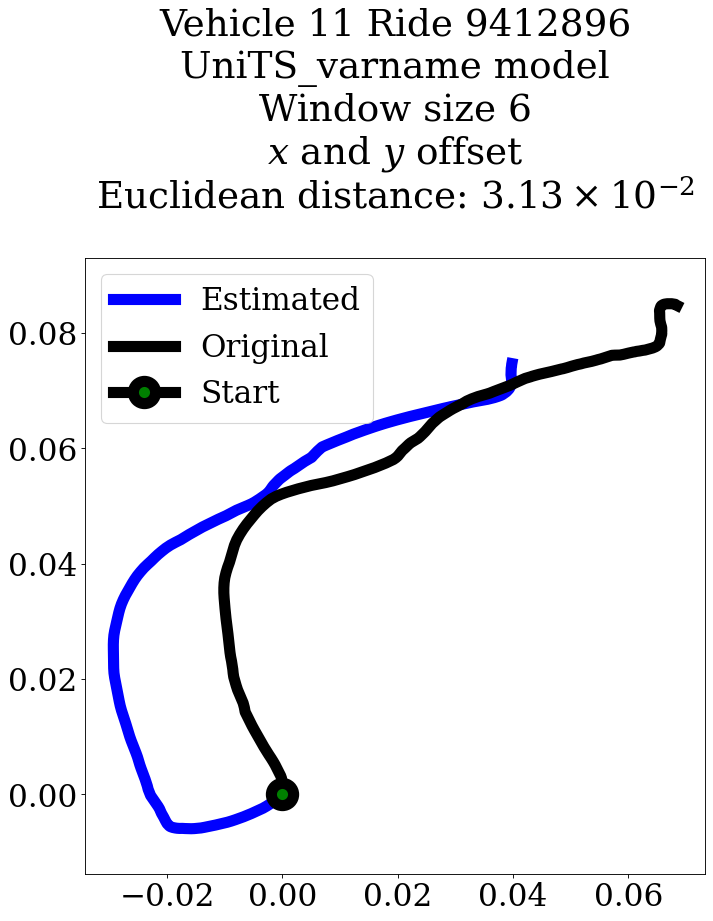 Vehicle 11 Ride 9412896
UniTS_varname model
Window size 6
x and y offset
Euclidean distance: 3.13 × 10⁻²
Estimated
Original
Start
0.08
0.06
0.04
0.02
0.00
−0.02 0.00 0.02 0.04 0.06